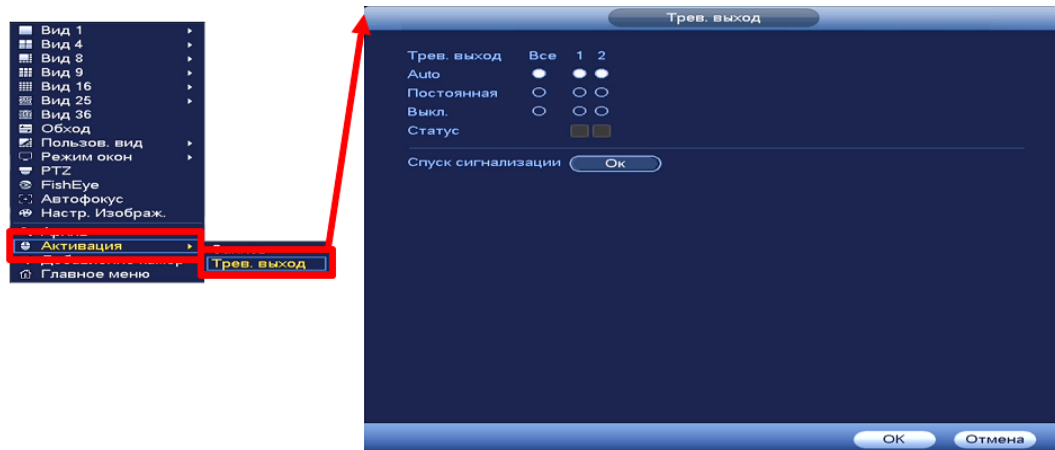 Вид 1
Вид 4
Вид 8
Вид 9
Вид 16
Вид 25
Вид 36
Обход
Пользов. вид
Режим окон
PTZ
FishEye
Автофокус
Настр. Изображ.
Активация
Главное меню
Трев. выход
Трев. выход
Трев. выход Все 1 2
Auto
Постоянная
Выкл.
Статус
Спуск сигнализации Ок
OK Отмена